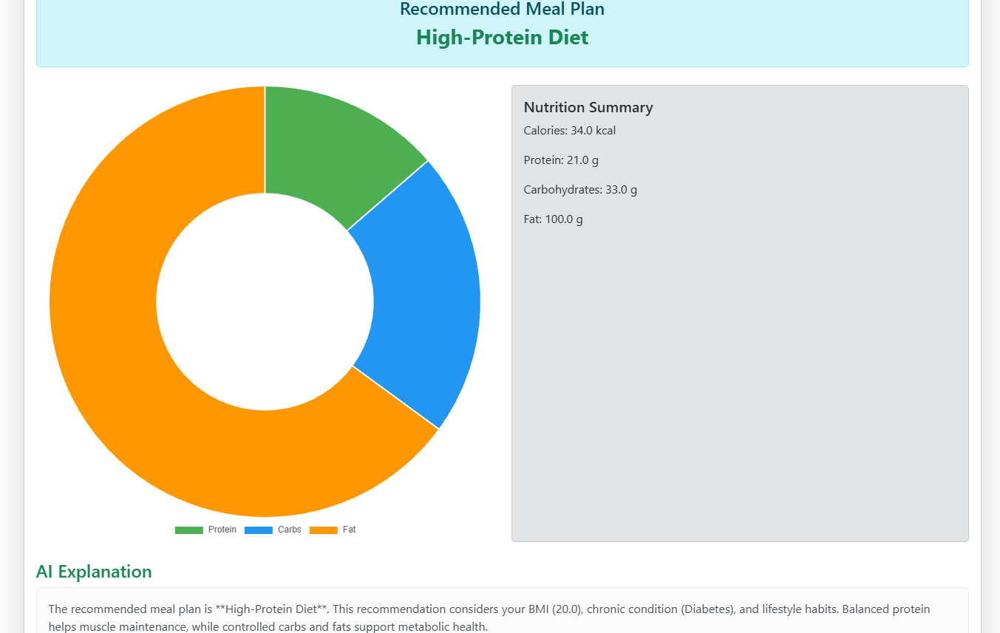 Recommended Meal Plan
High-Protein Diet
Nutrition Summary
Calories: 34.0 kcal
Protein: 21.0 g
Carbohydrates: 33.0 g
Fat: 100.0 g
Protein Carbs Fat
AI Explanation
The recommended meal plan is **High-Protein Diet**. This recommendation considers your BMI (20.0), chronic condition (Diabetes), and lifestyle habits. Balanced protein
helps muscle maintenance, while controlled carbs and fats support metabolic health.